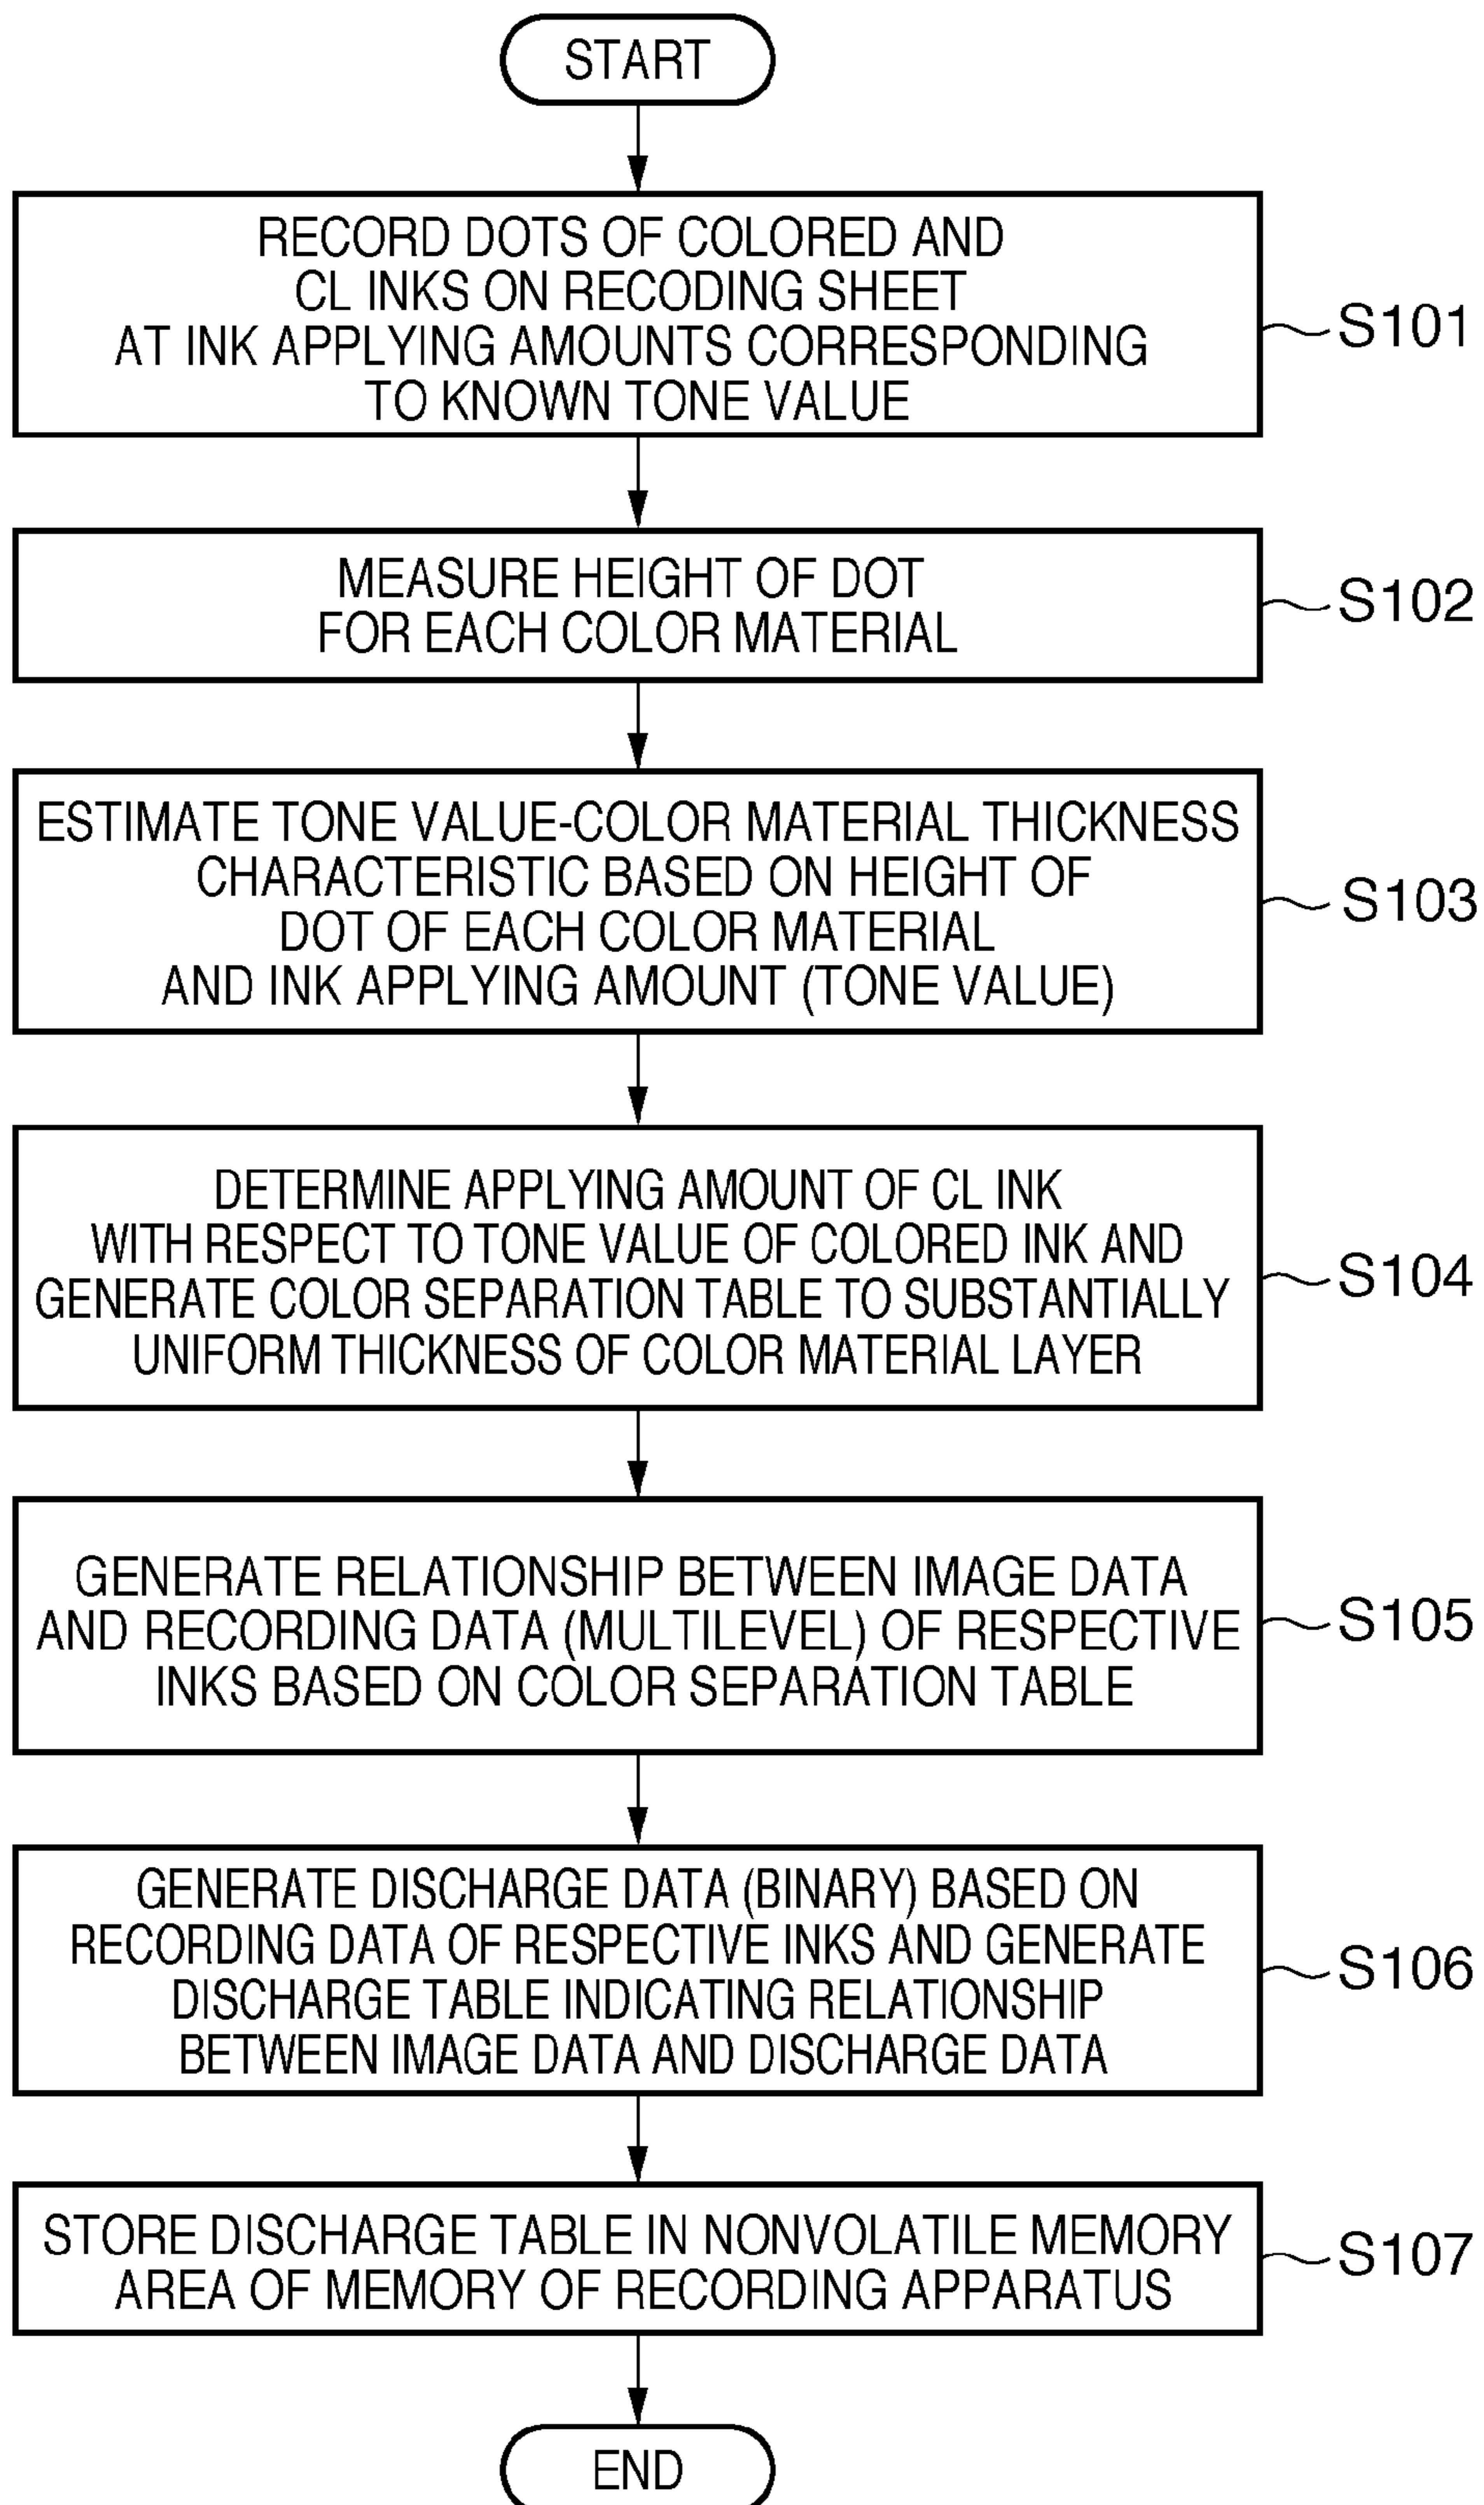 START
RECORD DOTS OF COLORED AND
CL INKS ON RECODING SHEET
AT INK APPLYING AMOUNTS CORRESPONDING
TO KNOWN TONE VALUE
S101
MEASURE HEIGHT OF DOT
FOR EACH COLOR MATERIAL
S102
ESTIMATE TONE VALUE-COLOR MATERIAL THICKNESS
CHARACTERISTIC BASED ON HEIGHT OF
DOT OF EACH COLOR MATERIAL
AND INK APPLYING AMOUNT (TONE VALUE)
S103
DETERMINE APPLYING AMOUNT OF CL INK
WITH RESPECT TO TONE VALUE OF COLORED INK AND
GENERATE COLOR SEPARATION TABLE TO SUBSTANTIALLY
UNIFORM THICKNESS OF COLOR MATERIAL LAYER
S104
GENERATE RELATIONSHIP BETWEEN IMAGE DATA
AND RECORDING DATA (MULTILEVEL) OF RESPECTIVE
INKS BASED ON COLOR SEPARATION TABLE
S105
GENERATE DISCHARGE DATA (BINARY) BASED ON
RECORDING DATA OF RESPECTIVE INKS AND GENERATE
DISCHARGE TABLE INDICATING RELATIONSHIP
BETWEEN IMAGE DATA AND DISCHARGE DATA
S106
STORE DISCHARGE TABLE IN NONVOLATILE MEMORY
AREA OF MEMORY OF RECORDING APPARATUS
S107
END